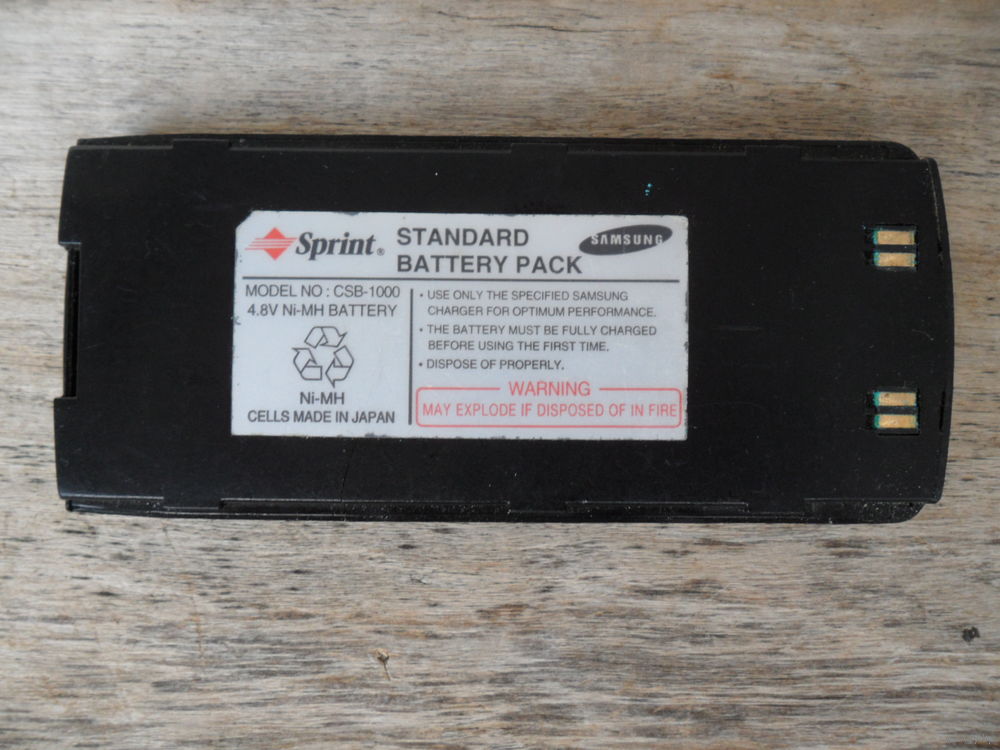 Sprint®
STANDARD
BATTERY PACK
SAMSUNG
MODEL NO : CSB-1000
4.8V Ni-MH BATTERY
Ni-MH
CELLS MADE IN JAPAN
• USE ONLY THE SPECIFIED SAMSUNG
CHARGER FOR OPTIMUM PERFORMANCE.
• THE BATTERY MUST BE FULLY CHARGED
BEFORE USING THE FIRST TIME.
• DISPOSE OF PROPERLY.
WARNING
MAY EXPLODE IF DISPOSED OF IN FIRE